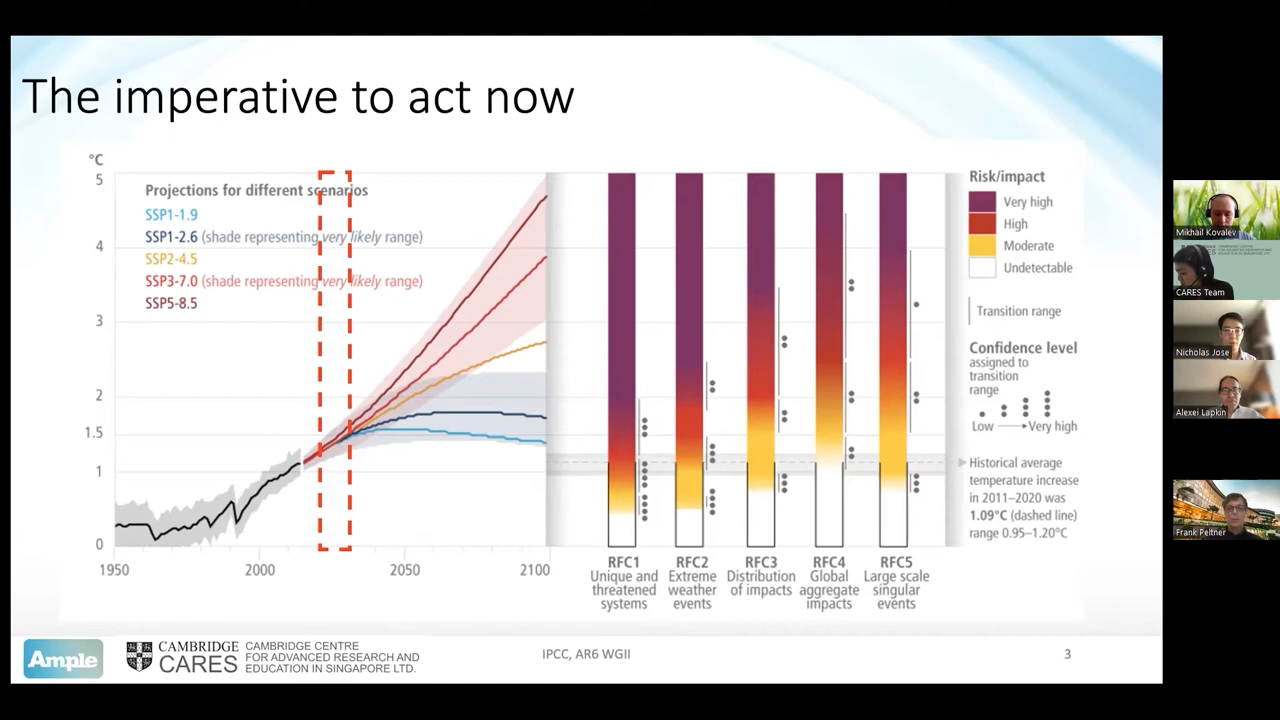 The imperative to act now
°C
5
4
3
2
1.5
1
0
1950
2000
2050
2100
Projections for different scenarios
SSP1-1.9
SSP1-2.6 (shade representing very likely range)
SSP2-4.5
SSP3-7.0 (shade representing very likely range)
SSP5-8.5
RFC1
Unique and
threatened
systems
RFC2
Extreme
weather
events
RFC3
Distribution
of impacts
RFC4
Global
aggregate
impacts
RFC5
Large scale
singular
events
Risk/impact
Very high
High
Moderate
Undetectable
Transition range
Confidence level
assigned to
transition
range
Low
Very high
Historical average
temperature increase
in 2011–2020 was
1.09°C (dashed line)
range 0.95–1.20°C
Ample
CAMBRIDGE
CARES
CAMBRIDGE CENTRE
FOR ADVANCED RESEARCH AND
EDUCATION IN SINGAPORE LTD.
IPCC, AR6 WGII
3
Mikhail Kovalev
CARES Team
Nicholas Jose
Alexei Lapkin
Frank Peltner